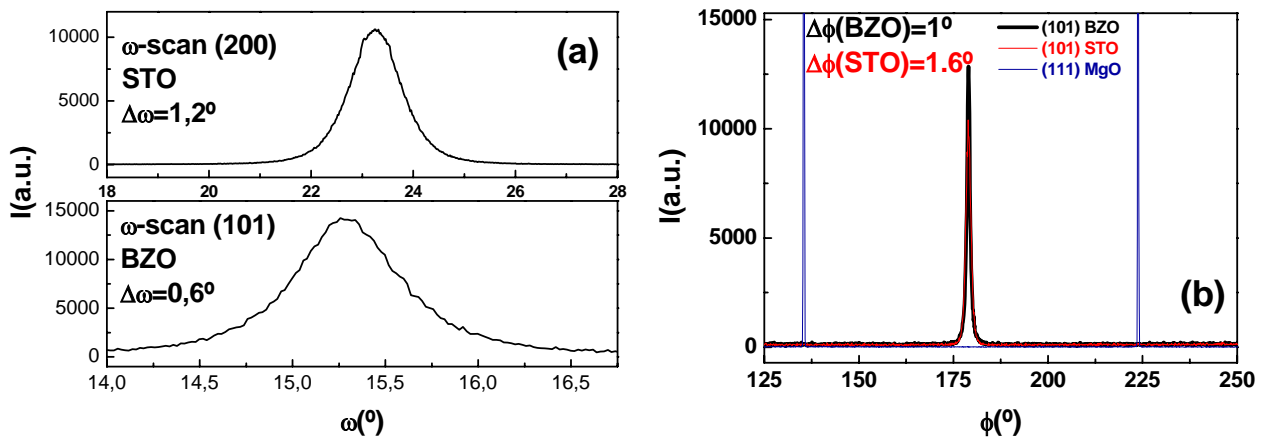 ω-scan (200)
STO
Δω=1,2º
(a)
10000
5000
0
18 20 22 24 26 28
ω-scan (101)
BZO
Δω=0,6º
15000
10000
5000
0
14,0 14,5 15,0 15,5 16,0 16,5
I(a.u.)
ω(º)
Δϕ(BZO)=1º
Δϕ(STO)=1.6º
(101) BZO
(101) STO
(111) MgO
(b)
15000
10000
5000
0
125 150 175 200 225 250
I(a.u.)
ϕ(º)